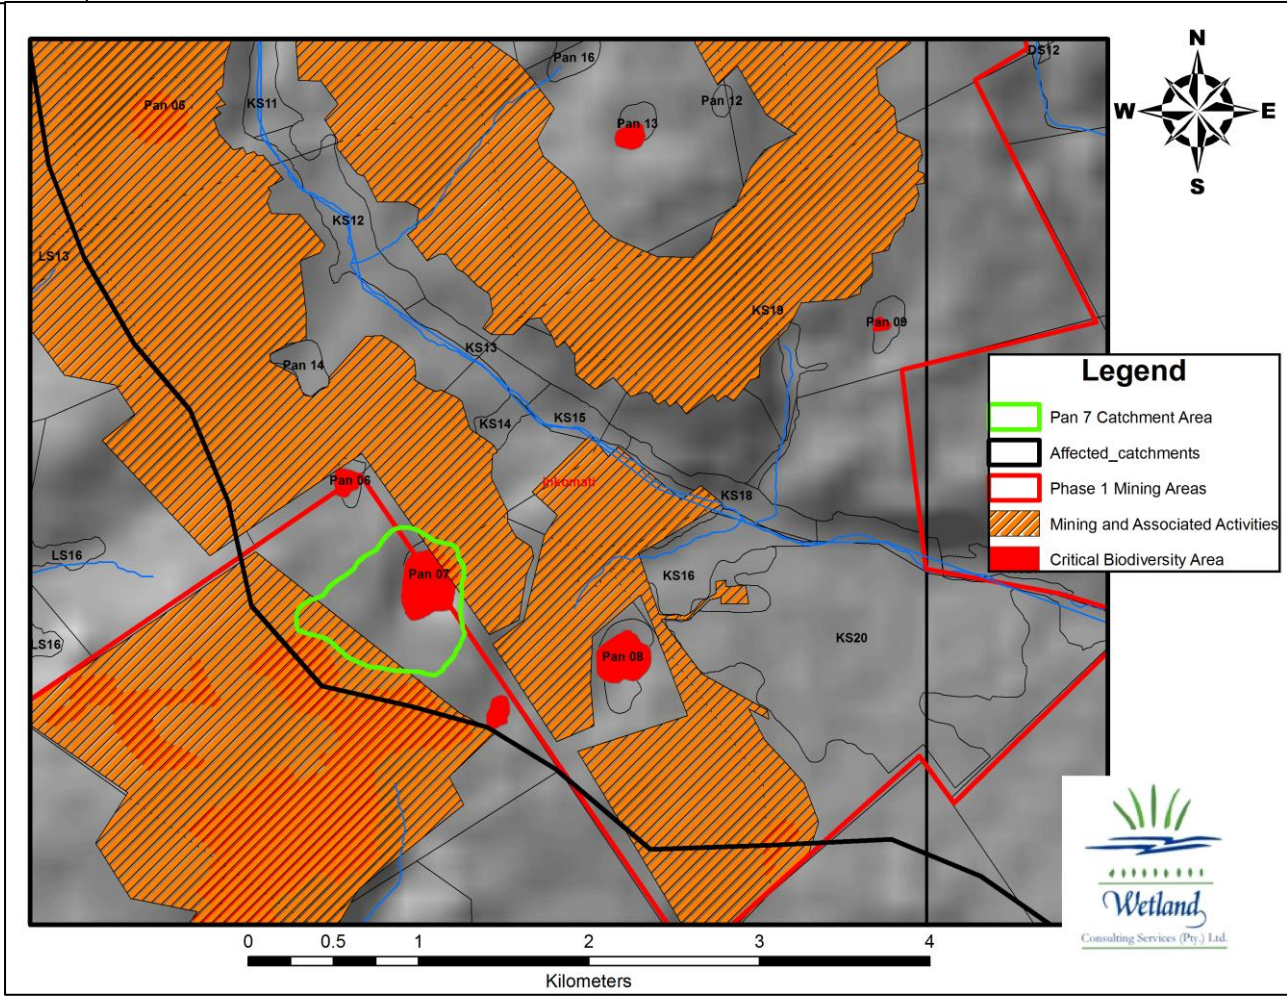 N
W E
S
DS12
Pan 16
Pan 05
KS11
Pan 12
Pan 13
KS12
LS13
KS19
Pan 09
KS13
Pan 14
KS14
KS15
Inkomati
Pan 06
KS18
LS16
Pan 07
KS16
LS16
KS20
Pan 08
Legend
Pan 7 Catchment Area
Affected_catchments
Phase 1 Mining Areas
Mining and Associated Activities
Critical Biodiversity Area
Wetland
Consulting Services (Pty.) Ltd.
0 0.5 1 2 3 4
Kilometers